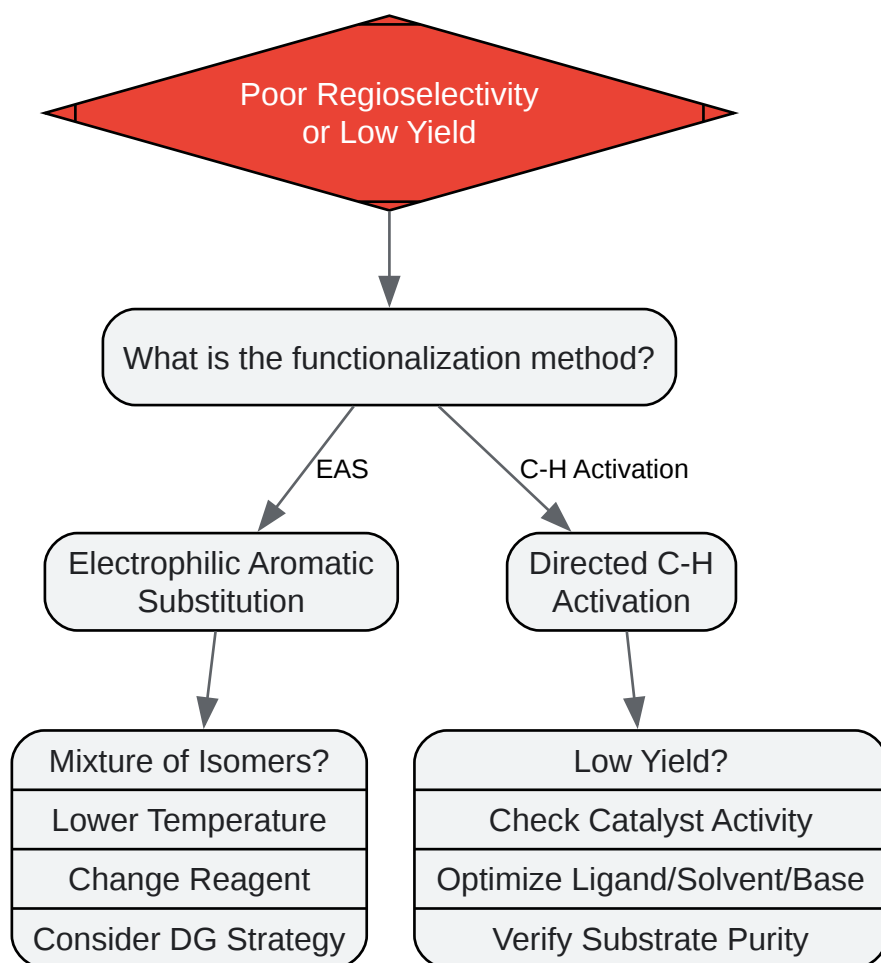 Poor Regioselectivity
or Low Yield
What is the functionalization method?
EAS
C-H Activation
Electrophilic Aromatic
Substitution
Directed C-H
Activation
Mixture of Isomers?
Lower Temperature
Change Reagent
Consider DG Strategy
Low Yield?
Check Catalyst Activity
Optimize Ligand/Solvent/Base
Verify Substrate Purity